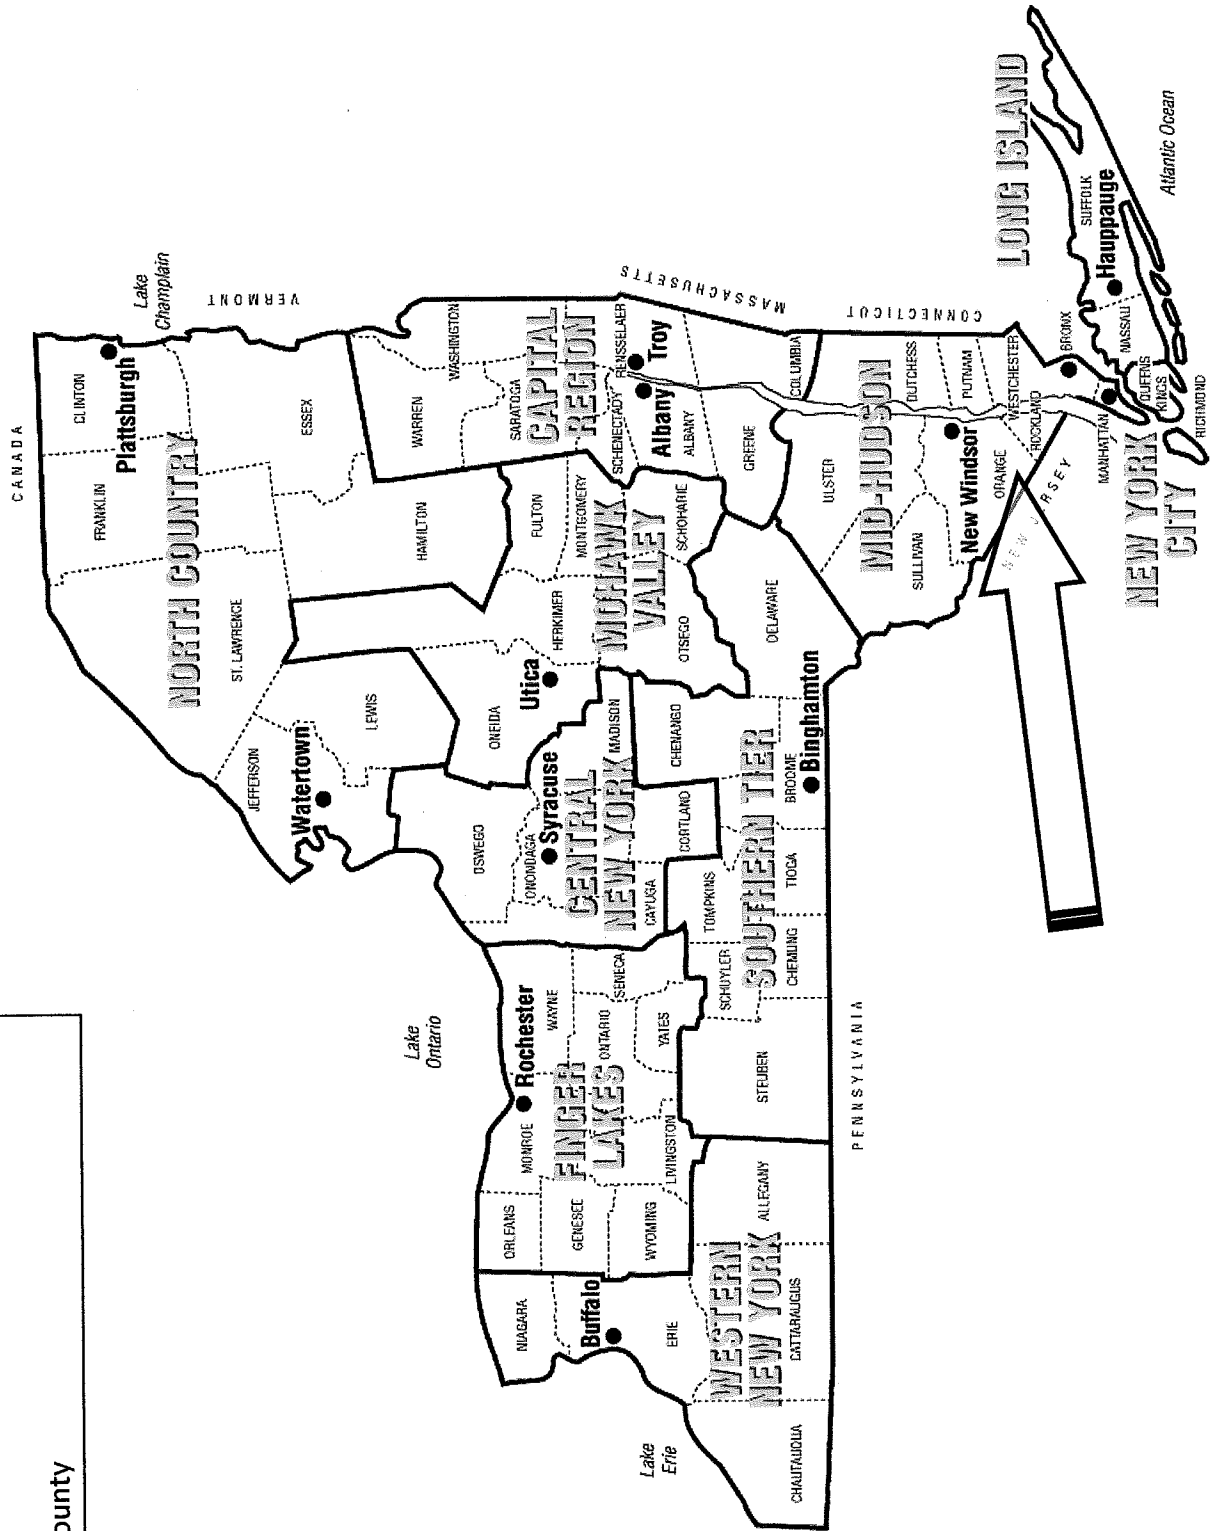 ounty
CANADA
Lake
Champlain
VERMONT
MASSACHUSETTS
CONNECTICUT
Atlantic Ocean
Lake
Ontario
Lake
Erie
PENNSYLVANIA
NEW JERSEY
NORTH COUNTRY
CLINTON
Plattsburgh
FRANKLIN
ST. LAWRENCE
ESSEX
HAMILTON
JEFFERSON
Watertown
LEWIS
CAPITAL
REGION
WASHINGTON
WARREN
SARATOGA
SCHENECTADY
RENSSELAER
Troy
Albany
ALBANY
GREENE
COLUMBIA
MOHAWK
VALLEY
FULTON
MONTGOMERY
SCHOHARIE
HERKIMER
OTSEGO
ONEIDA
Utica
CENTRAL
NEW YORK
OSWEGO
ONONDAGA
Syracuse
MADISON
CAYUGA
CORTLAND
SOUTHERN TIER
CHENANGO
DELAWARE
BROOME
Binghamton
TIOGA
TOMPKINS
CHEMUNG
SCHUYLER
STEUBEN
FINGER
LAKES
Rochester
WAYNE
SENECA
ONTARIO
YATES
MONROE
LIVINGSTON
ORLEANS
GENESEE
WYOMING
WESTERN
NEW YORK
NIAGARA
Buffalo
ERIE
ALLEGANY
CATTARAUGUS
CHAUTAUQUA
MID-HUDSON
ULSTER
SULLIVAN
DUTCHESS
PUTNAM
New Windsor
ORANGE
WESTCHESTER
ROCKLAND
NEW YORK
CITY
BRONX
MANHATTAN
QUEENS
KINGS
RICHMOND
LONG ISLAND
SUFFOLK
Hauppauge
NASSAU